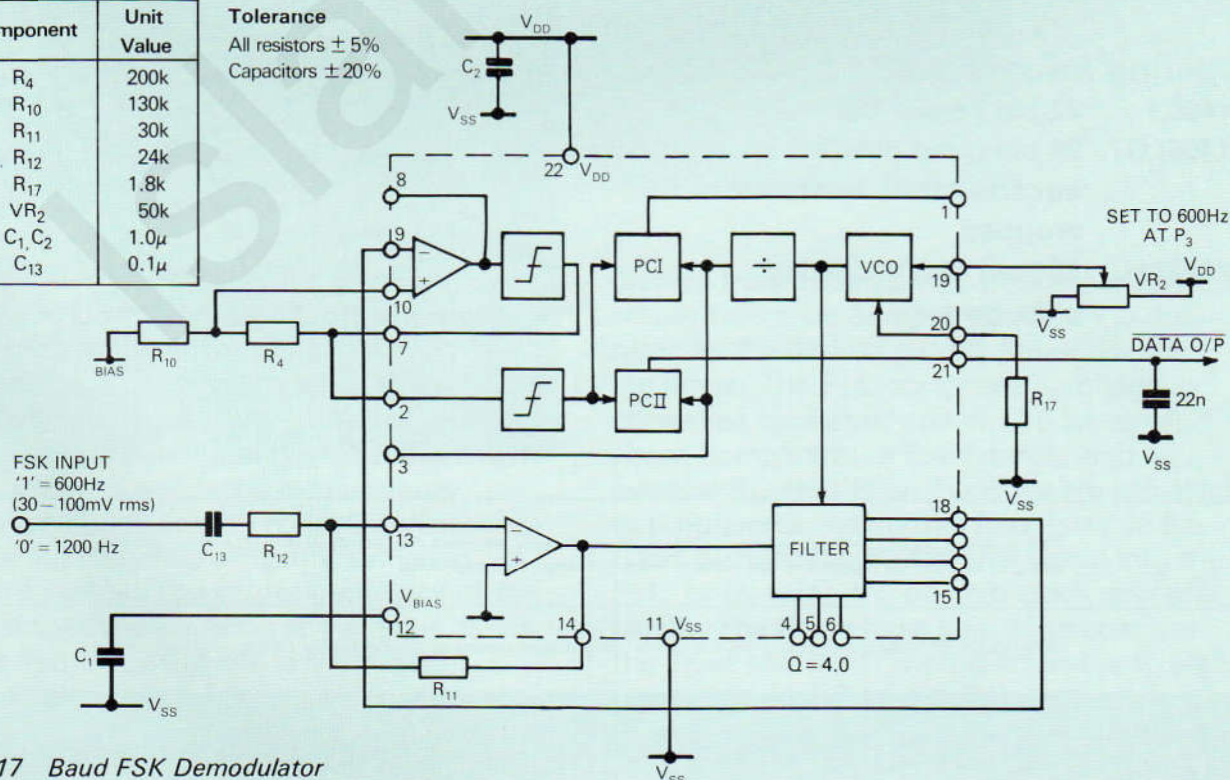 mponent
Unit
Value
R4
200k
R10
130k
R11
30k
R12
24k
R17
1.8k
VR2
50k
C1, C2
1.0μ
C13
0.1μ
Tolerance
All resistors ± 5%
Capacitors ±20%
VDD
C2
VSS
22
VDD
8
9
10
7
2
3
13
VBIAS
12
14
11
VSS
4
5
6
Q = 4.0
15
18
21
20
19
1
−
+
PCI
÷
VCO
PCII
FILTER
−
+
SET TO 600Hz
AT P3
VDD
VR2
VSS
DATA O/P
22n
VSS
R17
VSS
BIAS
R10
R4
FSK INPUT
'1' = 600Hz
(30 – 100mV rms)
'0' = 1200 Hz
C13
R12
R11
C1
VSS
VSS
17 Baud FSK Demodulator